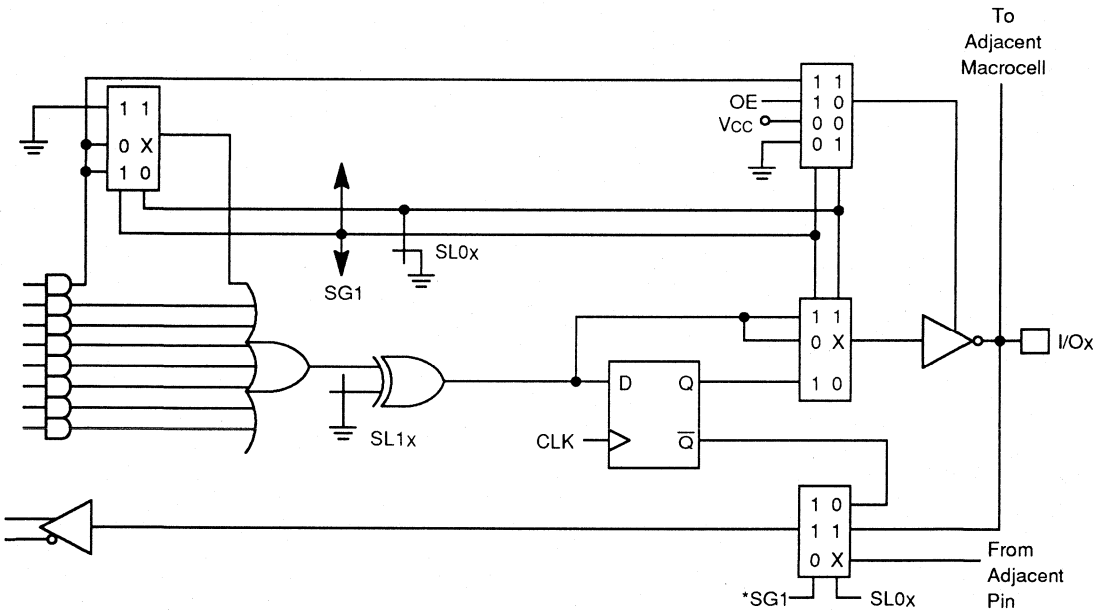 To
Adjacent
Macrocell
1 1
0 X
1 0
OE
VCC
1 1
1 0
0 0
0 1
SL0x
SG1
1 1
0 X
1 0
I/Ox
D Q
CLK Q
SL1x
1 0
1 1
0 X
From
Adjacent
Pin
*SG1
SL0x